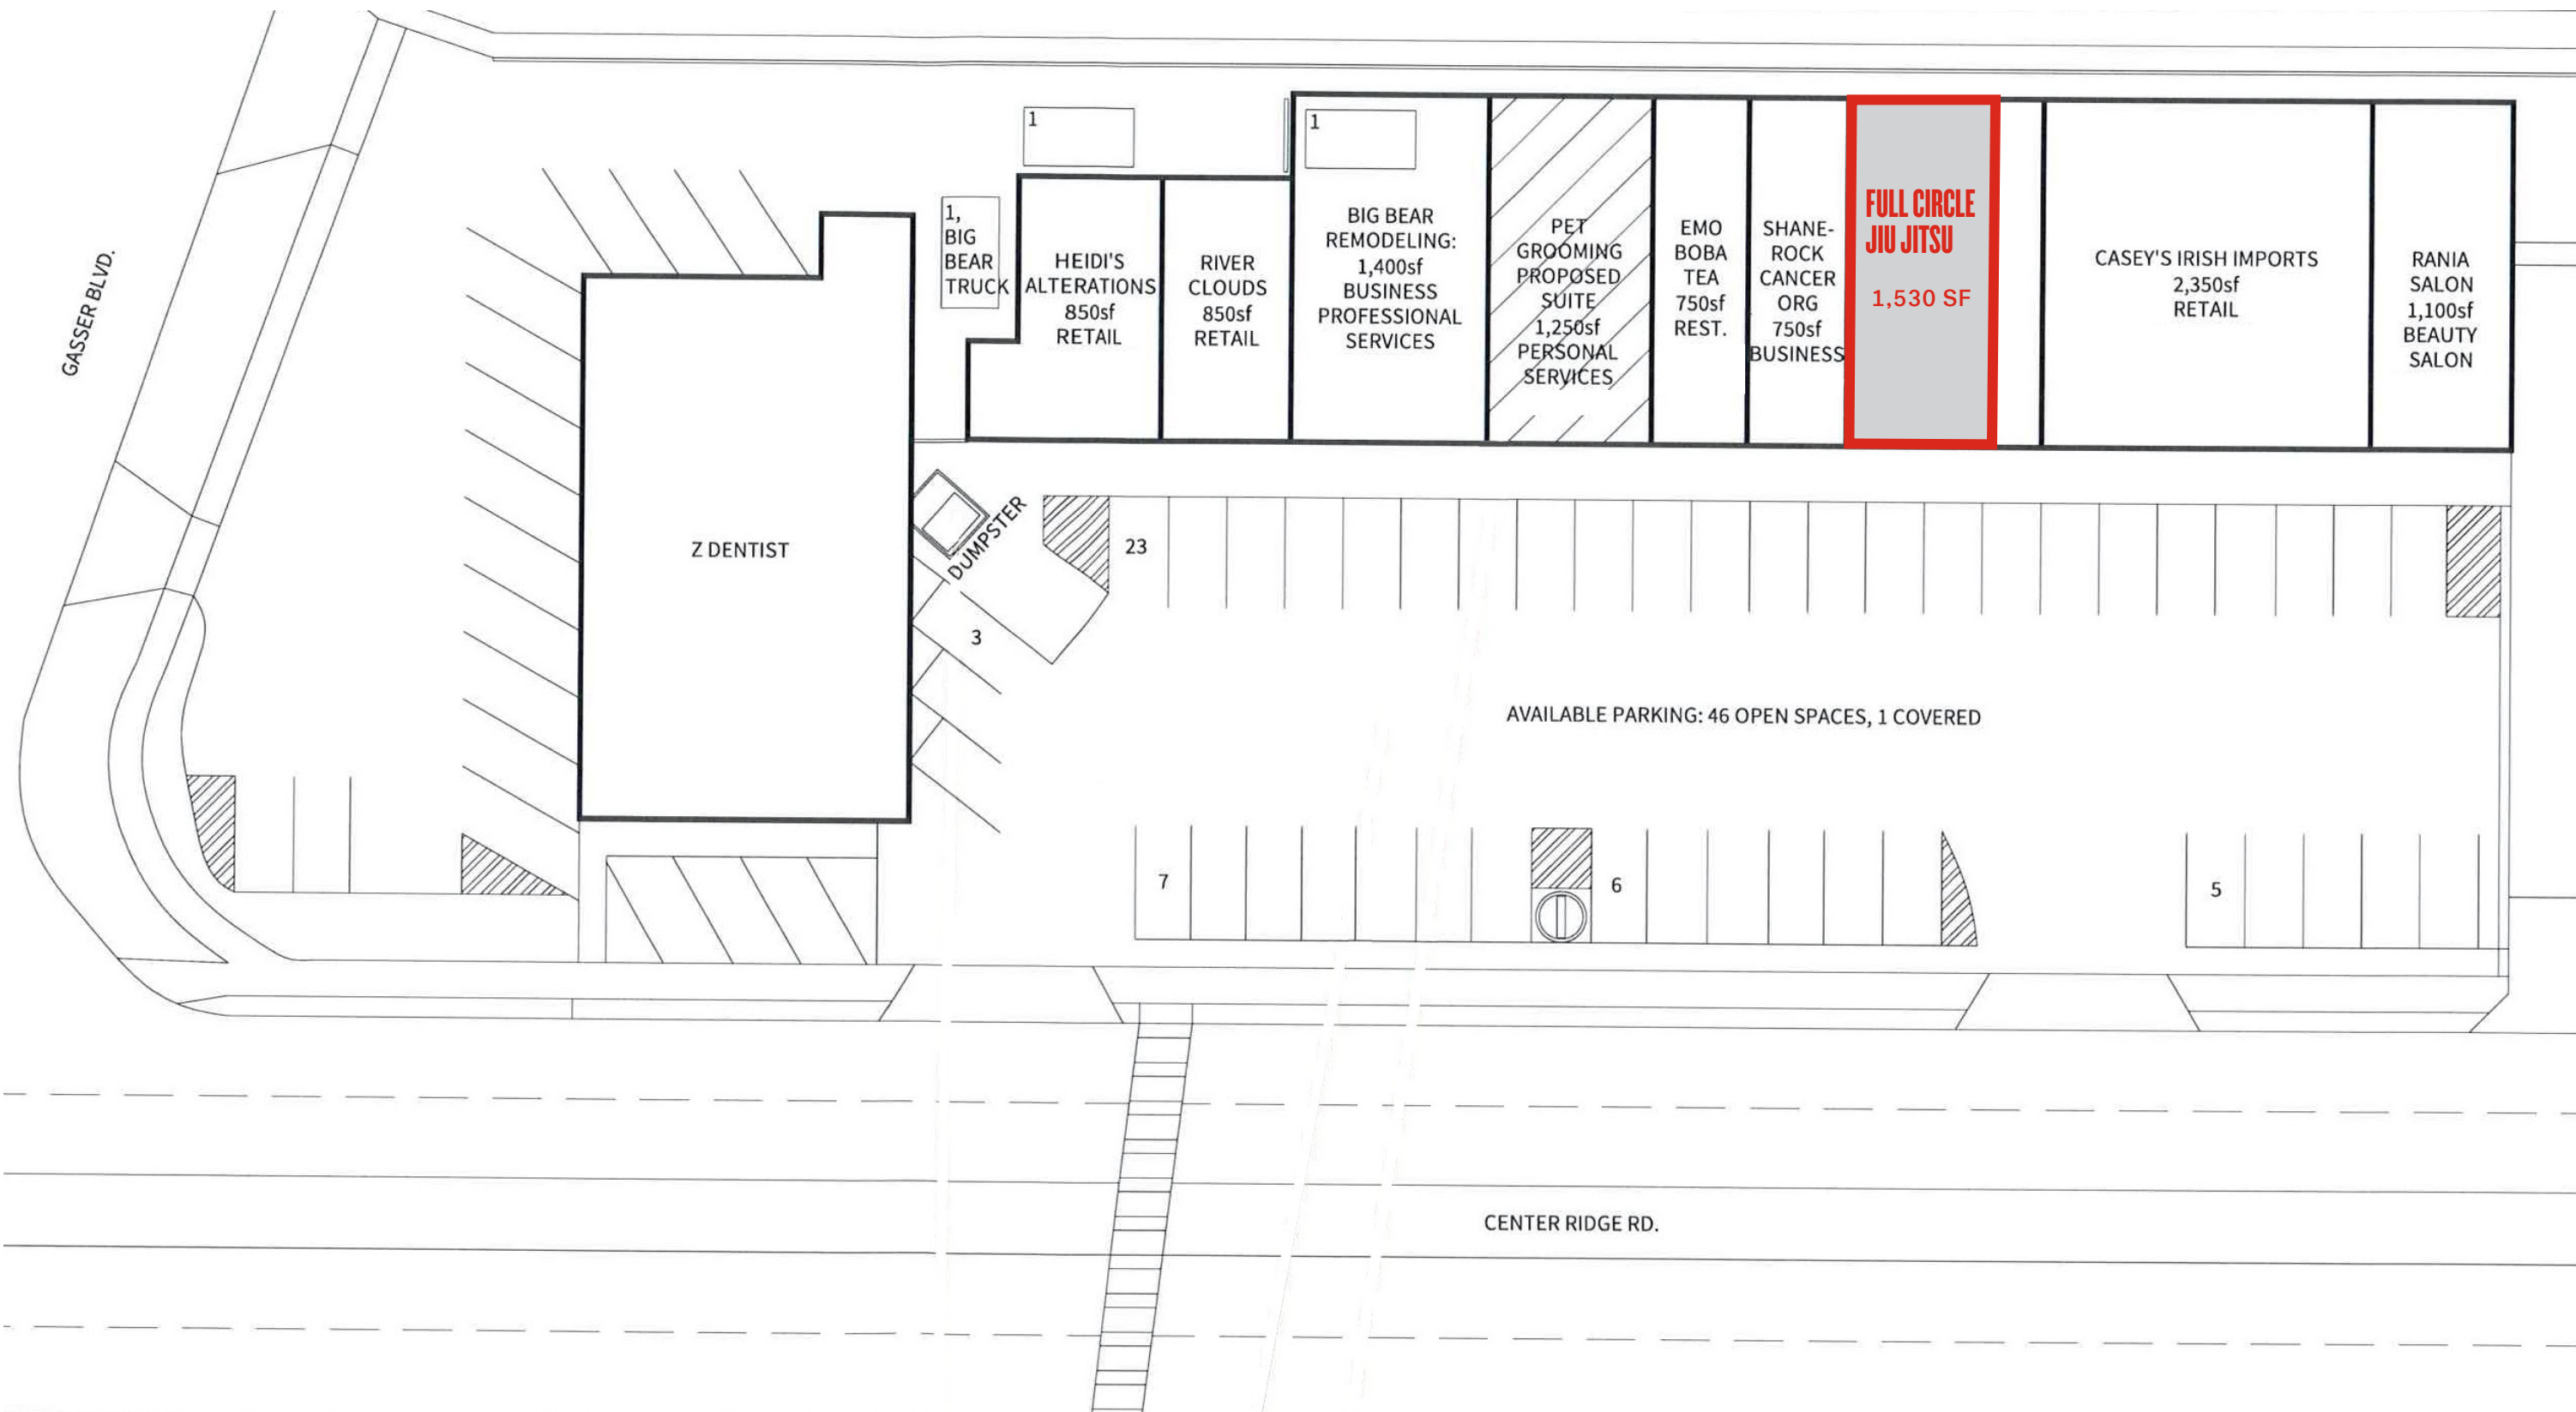 GASSER BLVD.
1
1
1,
BIG
BEAR
TRUCK
HEIDI'S
ALTERATIONS
850sf
RETAIL
RIVER
CLOUDS
850sf
RETAIL
BIG BEAR
REMODELING:
1,400sf
BUSINESS
PROFESSIONAL
SERVICES
PET
GROOMING
PROPOSED
SUITE
1,250sf
PERSONAL
SERVICES
EMO
BOBA
TEA
750sf
REST.
SHANE-
ROCK
CANCER
ORG
750sf
BUSINESS
FULL CIRCLE
JIU JITSU
1,530 SF
CASEY'S IRISH IMPORTS
2,350sf
RETAIL
RANIA
SALON
1,100sf
BEAUTY
SALON
Z DENTIST
DUMPSTER
23
3
AVAILABLE PARKING: 46 OPEN SPACES, 1 COVERED
7
6
5
CENTER RIDGE RD.